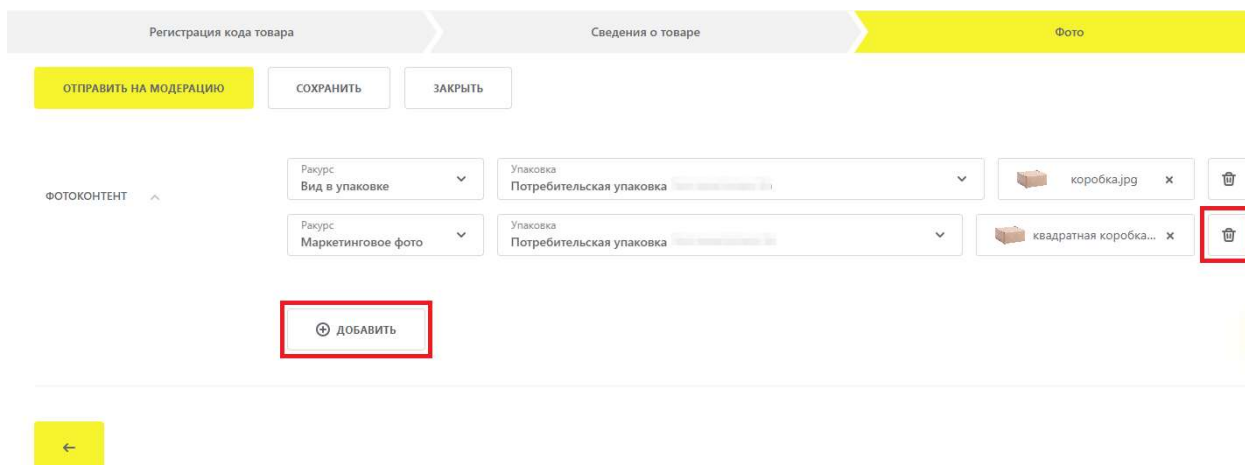 Регистрация кода товара
Сведения о товаре
Фото
ОТПРАВИТЬ НА МОДЕРАЦИЮ
СОХРАНИТЬ
ЗАКРЫТЬ
ФОТОКОНТЕНТ
Ракурс
Вид в упаковке
Упаковка
Потребительская упаковка
коробка.jpg
Ракурс
Маркетинговое фото
Упаковка
Потребительская упаковка
квадратная коробка...
ДОБАВИТЬ